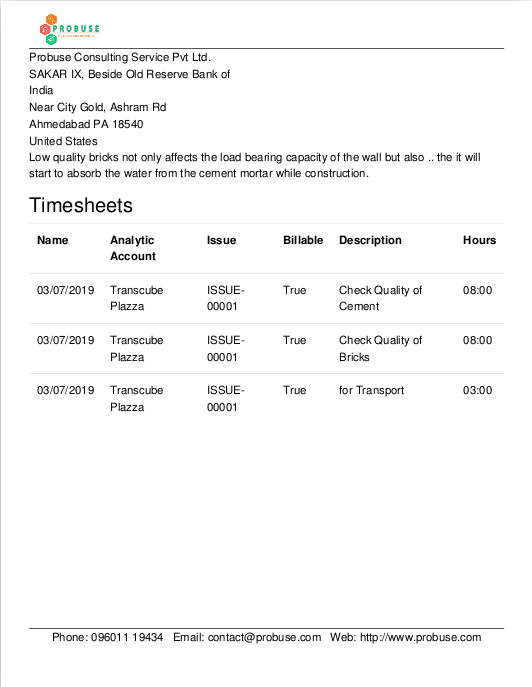 PROBUSE
Probuse Consulting Service Pvt Ltd.
SAKAR IX, Beside Old Reserve Bank of
India
Near City Gold, Ashram Rd
Ahmedabad PA 18540
United States
Low quality bricks not only affects the load bearing capacity of the wall but also .. the it will
start to absorb the water from the cement mortar while construction.
Timesheets
Name Analytic Issue Billable Description Hours
Account
03/07/2019 Transcube ISSUE- True Check Quality of 08:00
Plazza 00001 Cement
03/07/2019 Transcube ISSUE- True Check Quality of 08:00
Plazza 00001 Bricks
03/07/2019 Transcube ISSUE- True for Transport 03:00
Plazza 00001
Phone: 096011 19434 Email: contact@probuse.com Web: http://www.probuse.com